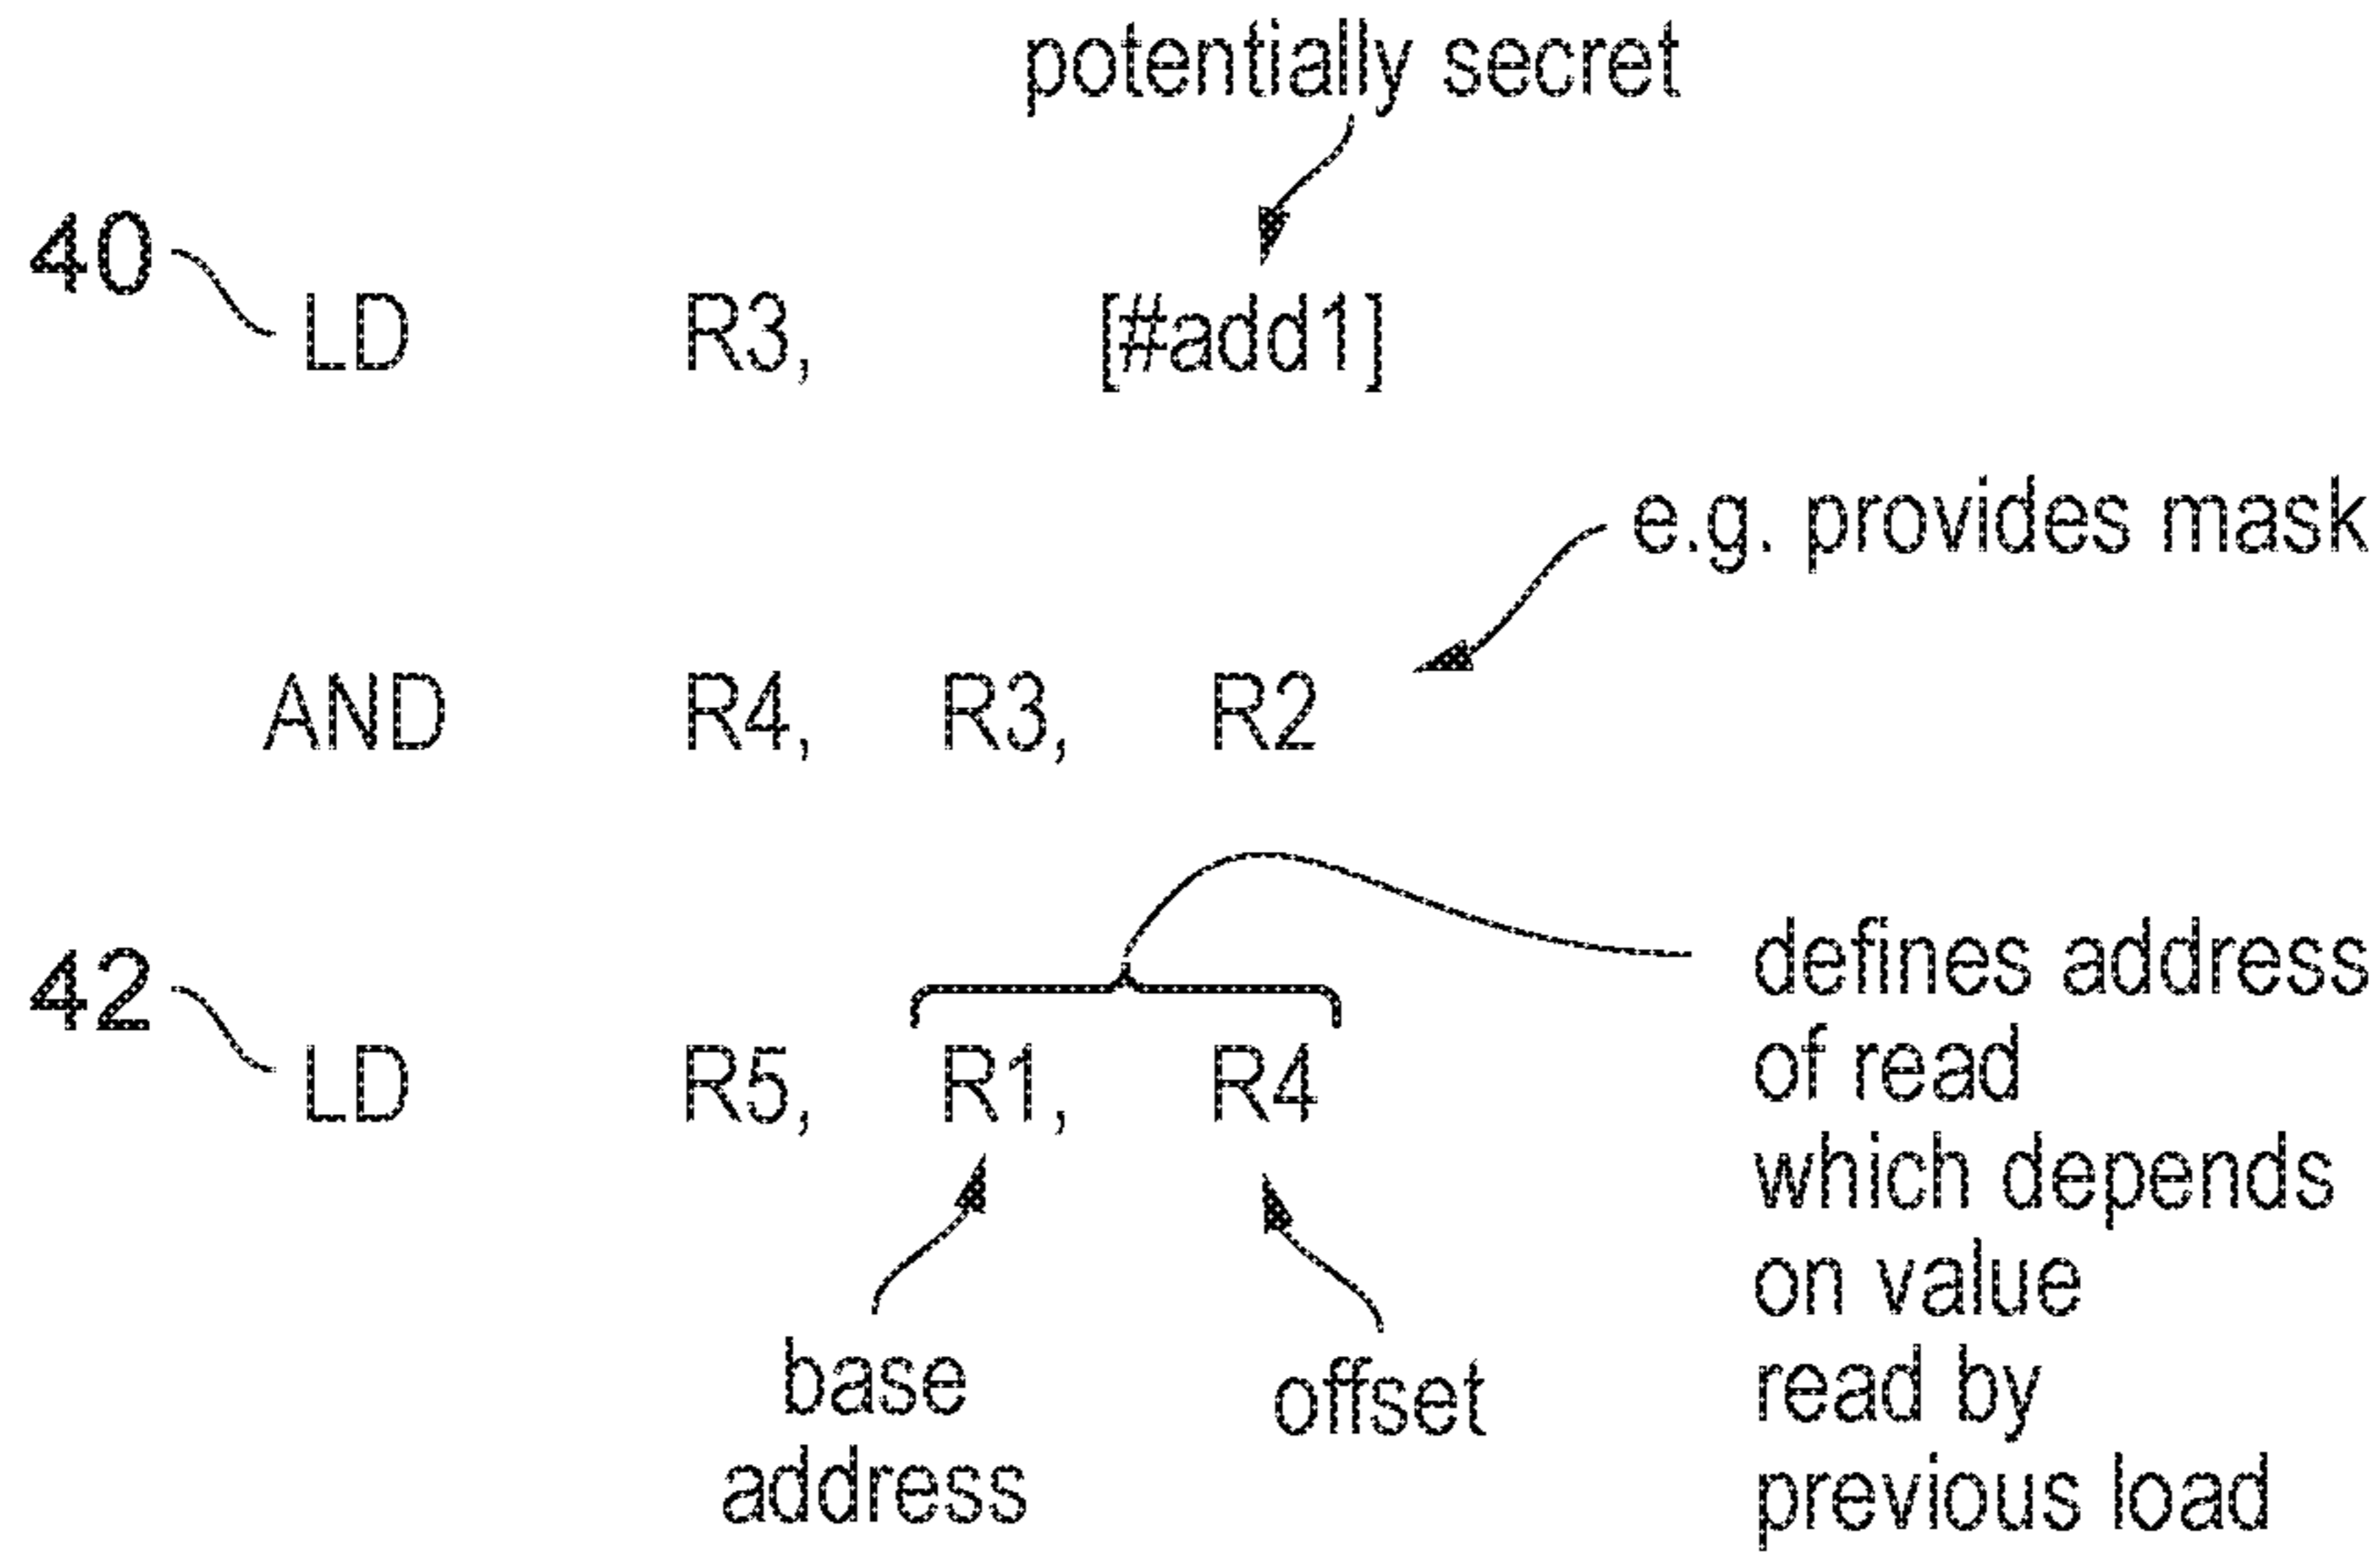 potentially secret
40
LD R3, [#add1]
e.g. provides mask
AND R4, R3, R2
42
LD R5, R1, R4
defines address
of read
which depends
on value
read by
previous load
base
address
offset